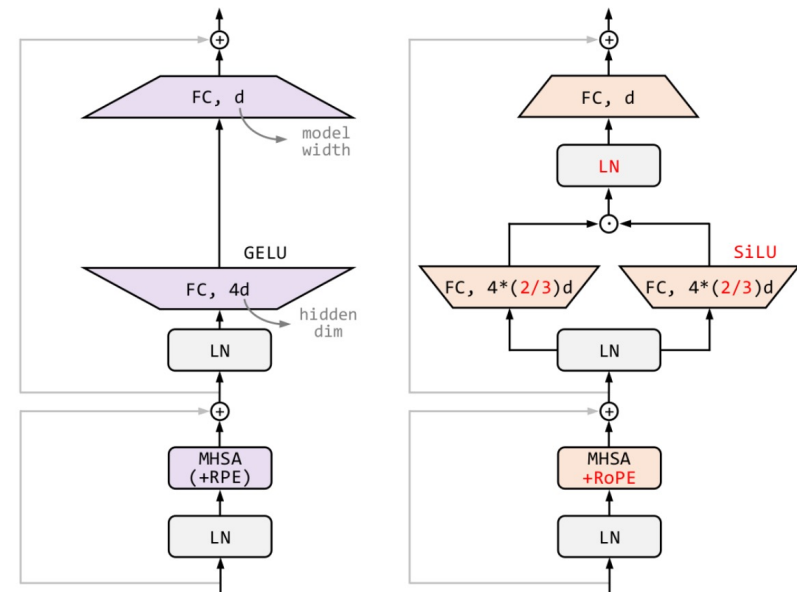 FC, d
model
width
GELU
FC, 4d
hidden
dim
LN
MHSA
(+RPE)
LN
FC, d
LN
SiLU
FC, 4*(2/3)d
FC, 4*(2/3)d
LN
MHSA
+RoPE
LN